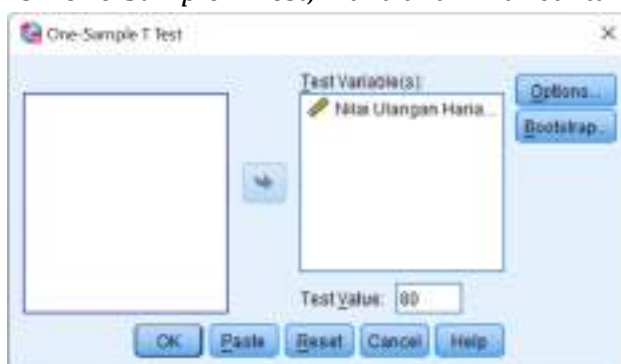 One-Sample T Test
Test Variable(s):
Nilai Ulangan Haria...
Options...
Bootstrap...
Test Value: 80
OK Paste Reset Cancel Help